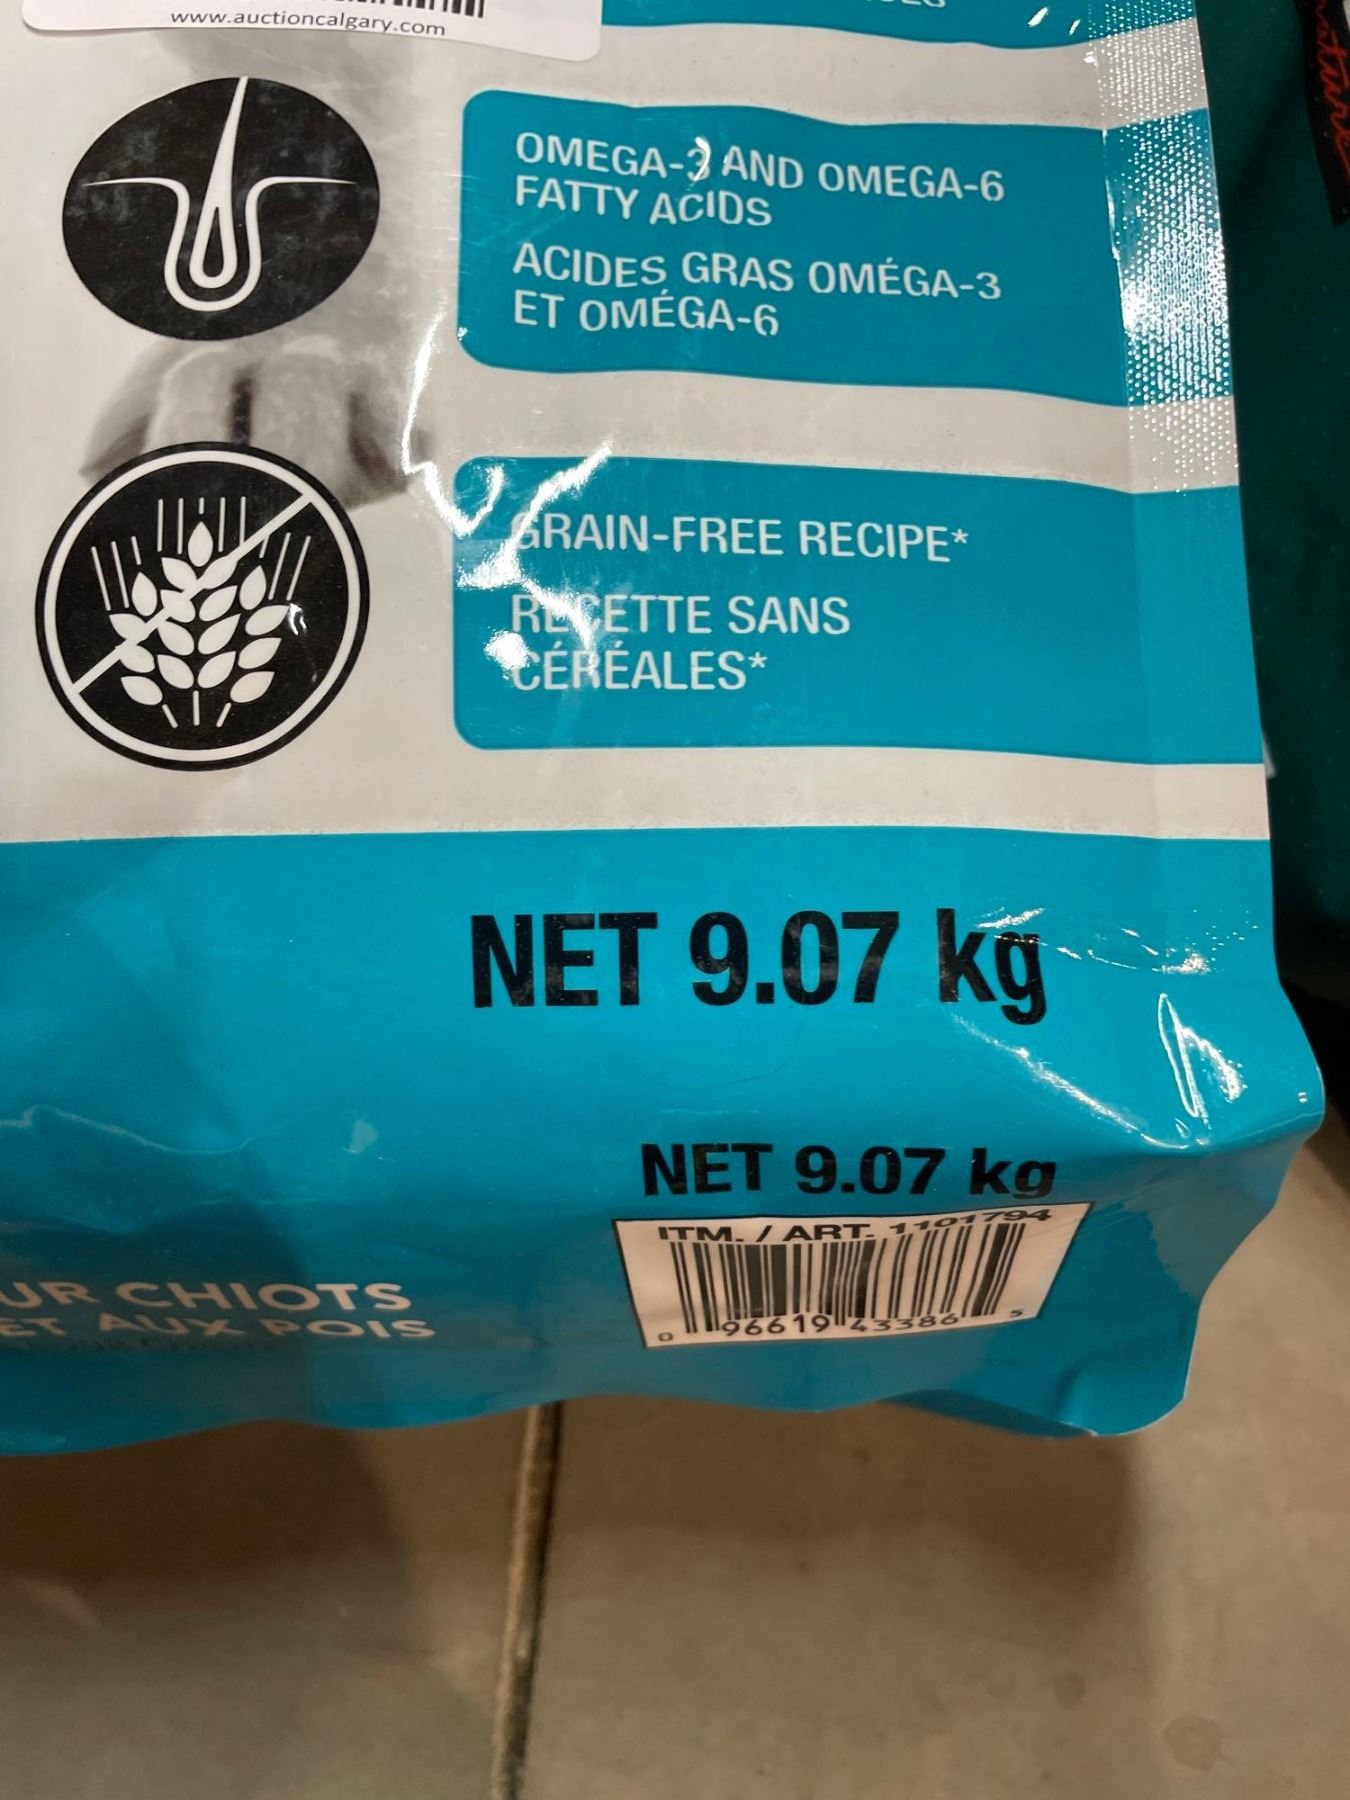 www.auctioncalgary.com
OMEGA-3 AND OMEGA-6
FATTY ACIDS
ACIDES GRAS OMÉGA-3
ET OMÉGA-6
GRAIN-FREE RECIPE*
RECETTE SANS
CÉRÉALES*
NET 9.07 kg
NET 9.07 kg
ITM. / ART. 1101794
0 96619 43386 5
UR CHIOTS
ET AUX POIS